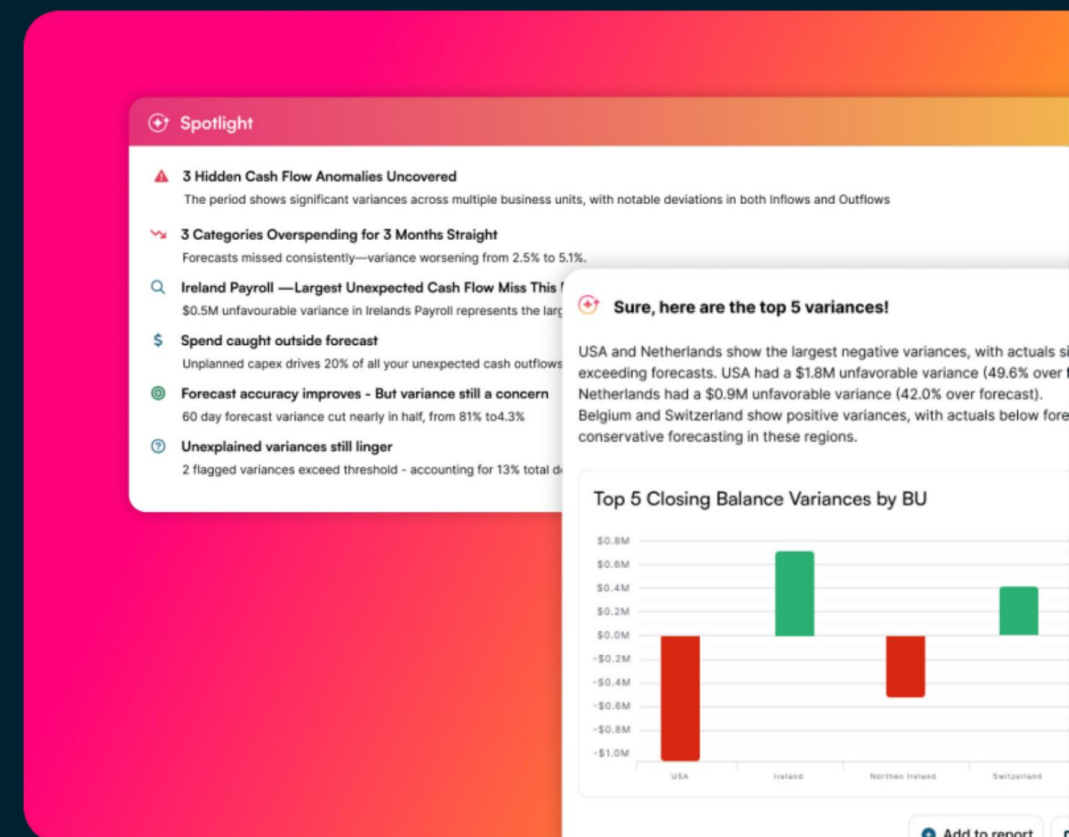 Spotlight
3 Hidden Cash Flow Anomalies Uncovered
The period shows significant variances across multiple business units, with notable deviations in both Inflows and Outflows
3 Categories Overspending for 3 Months Straight
Forecasts missed consistently—variance worsening from 2.5% to 5.1%.
Ireland Payroll —Largest Unexpected Cash Flow Miss This
$0.5M unfavourable variance in Irelands Payroll represents the
Spend caught outside forecast
Unplanned capex drives 20% of all your unexpected cash outflows
Forecast accuracy improves - But variance still a concern
60 day forecast variance cut nearly in half, from 81% to4.3%
Unexplained variances still linger
2 flagged variances exceed threshold - accounting for 13% total
Sure, here are the top 5 variances!
USA and Netherlands show the largest negative variances, with actuals
exceeding forecasts. USA had a $1.8M unfavorable variance (49.6% over
Netherlands had a $0.9M unfavorable variance (42.0% over forecast).
Belgium and Switzerland show positive variances, with actuals below
conservative forecasting in these regions.
Top 5 Closing Balance Variances by BU
$0.8M
$0.6M
$0.4M
$0.2M
$0.0M
-$0.2M
-$0.4M
-$0.6M
-$0.8M
-$1.0M
USA Ireland Northen Ireland Switzerland
Add to report